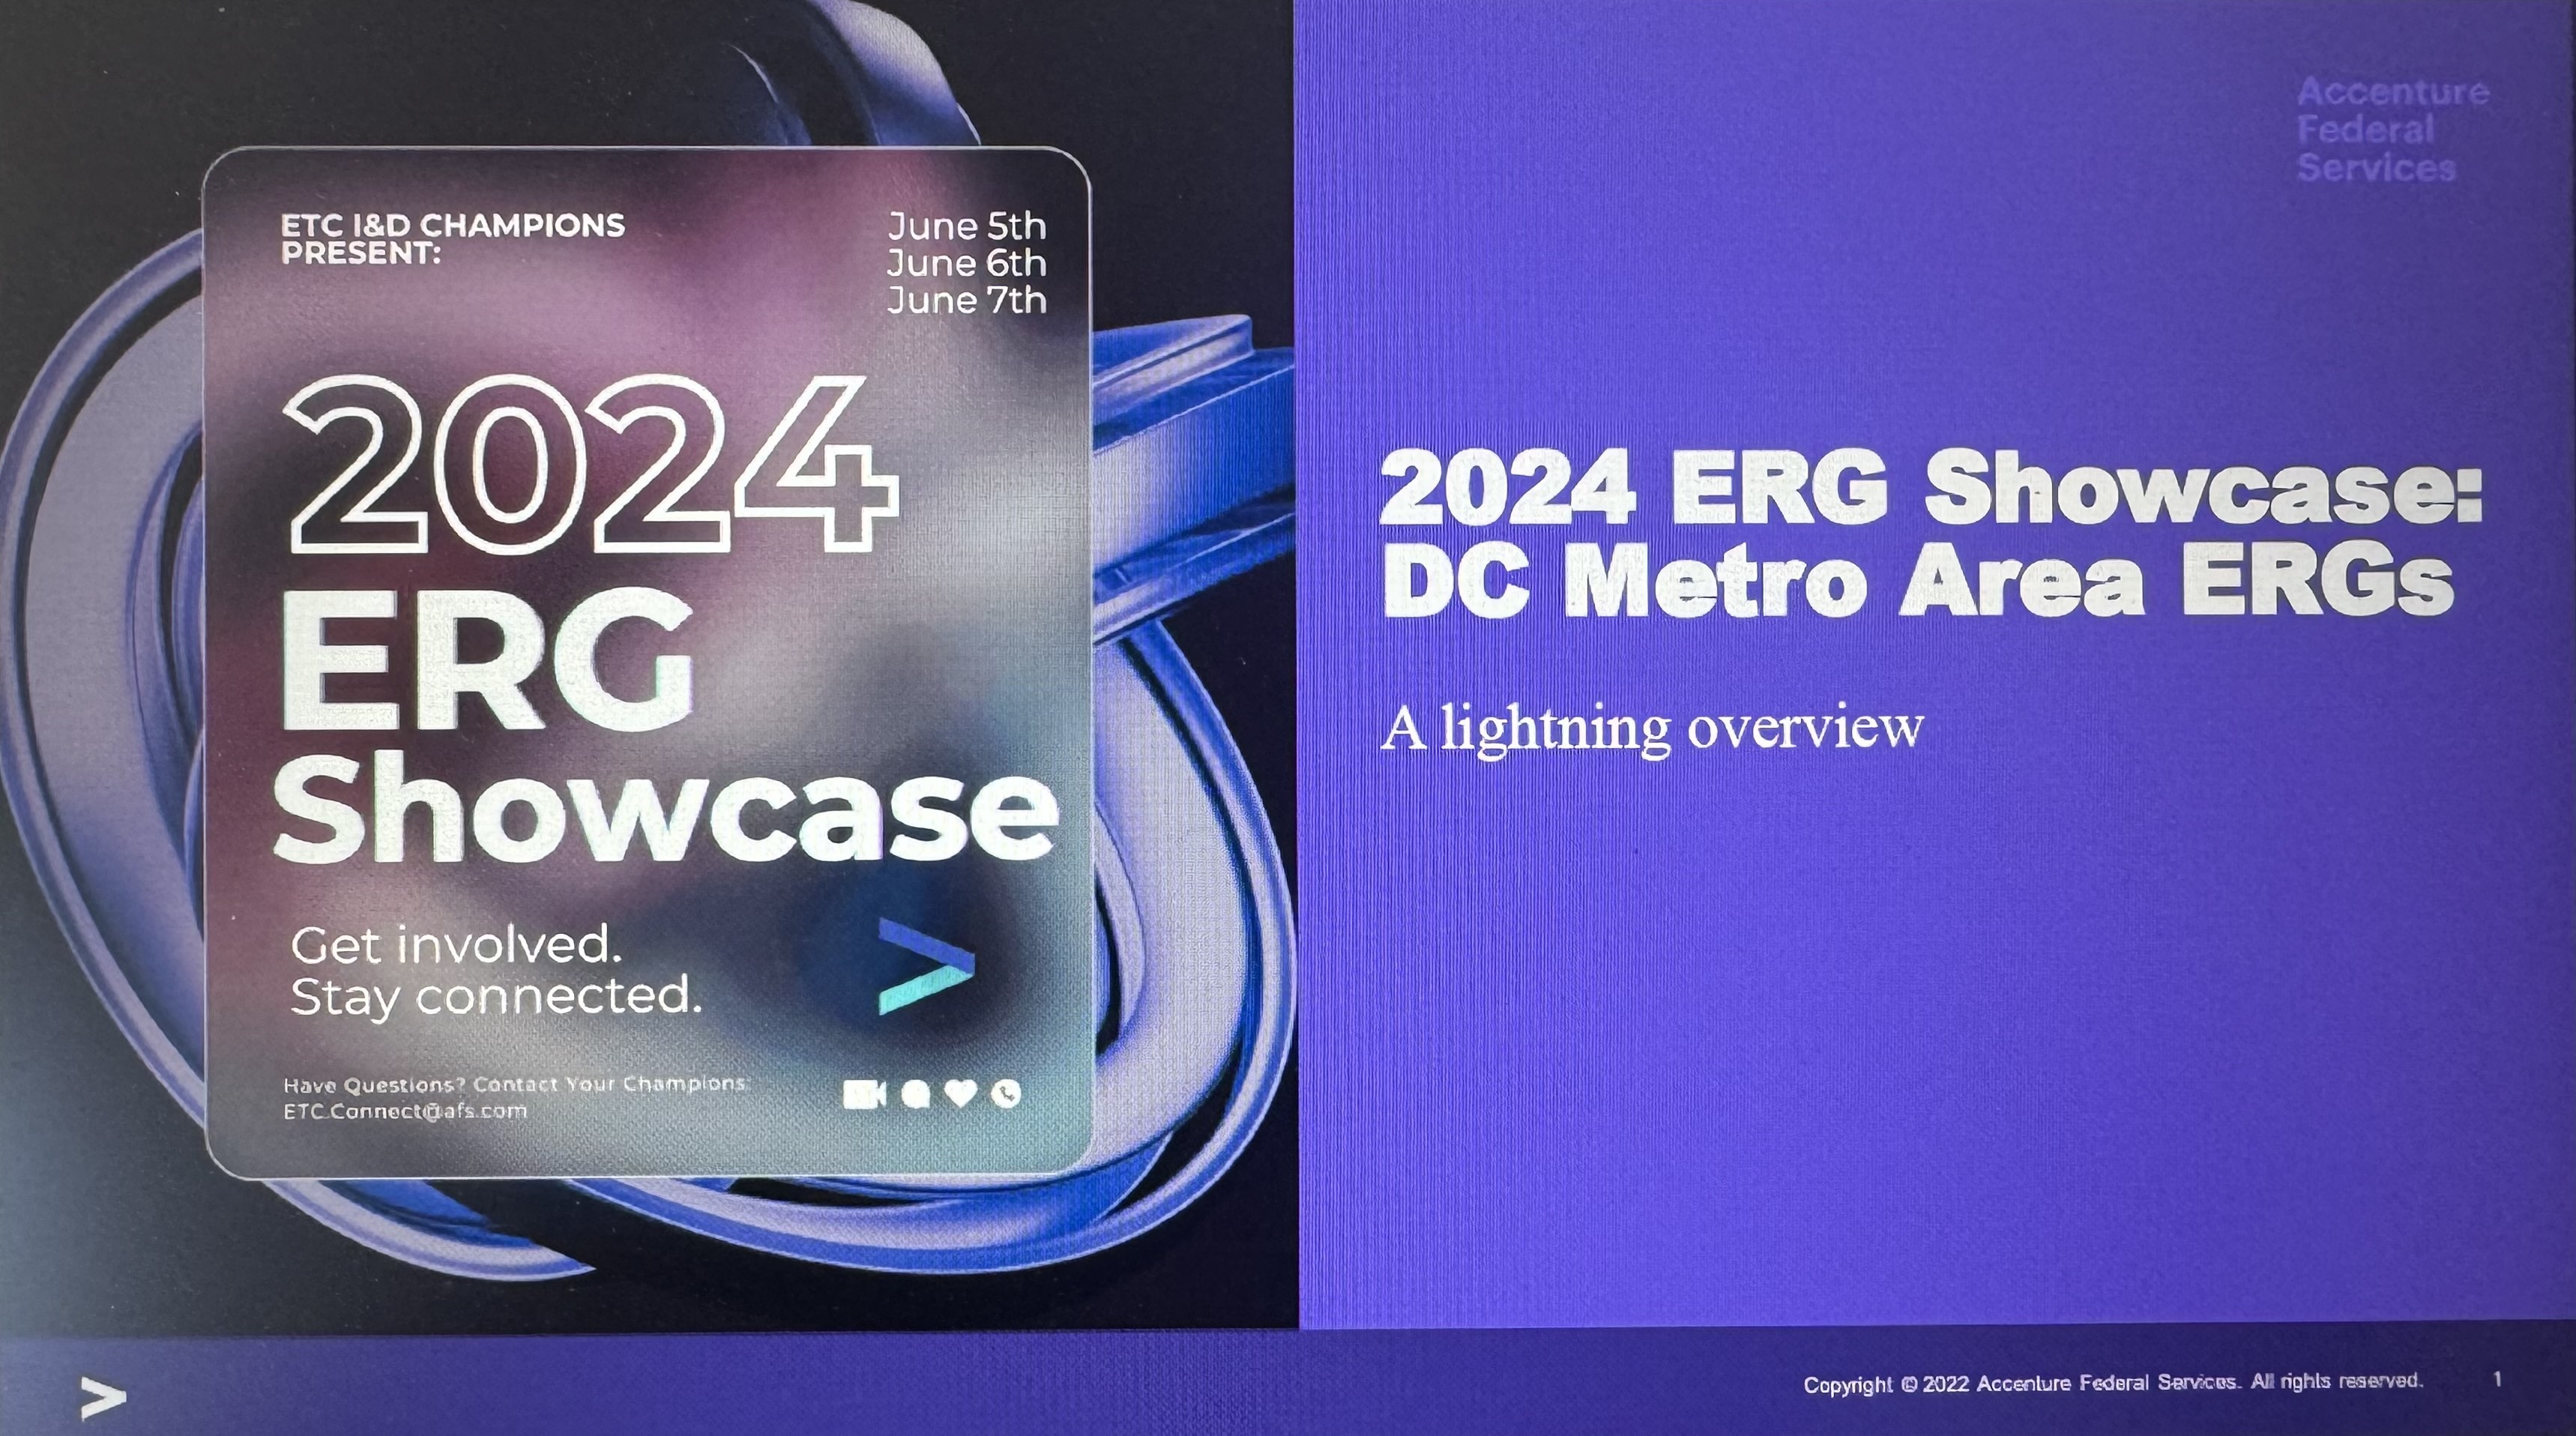 ETC I&D CHAMPIONS
PRESENT:
June 5th
June 6th
June 7th
2024
ERG
Showcase
Get involved.
Stay connected.
Have Questions? Contact Your Champions:
ETC.Connect@afs.com
Accenture
Federal
Services
2024 ERG Showcase:
DC Metro Area ERGs
A lightning overview
Copyright © 2022 Accenture Federal Services. All rights reserved.
1